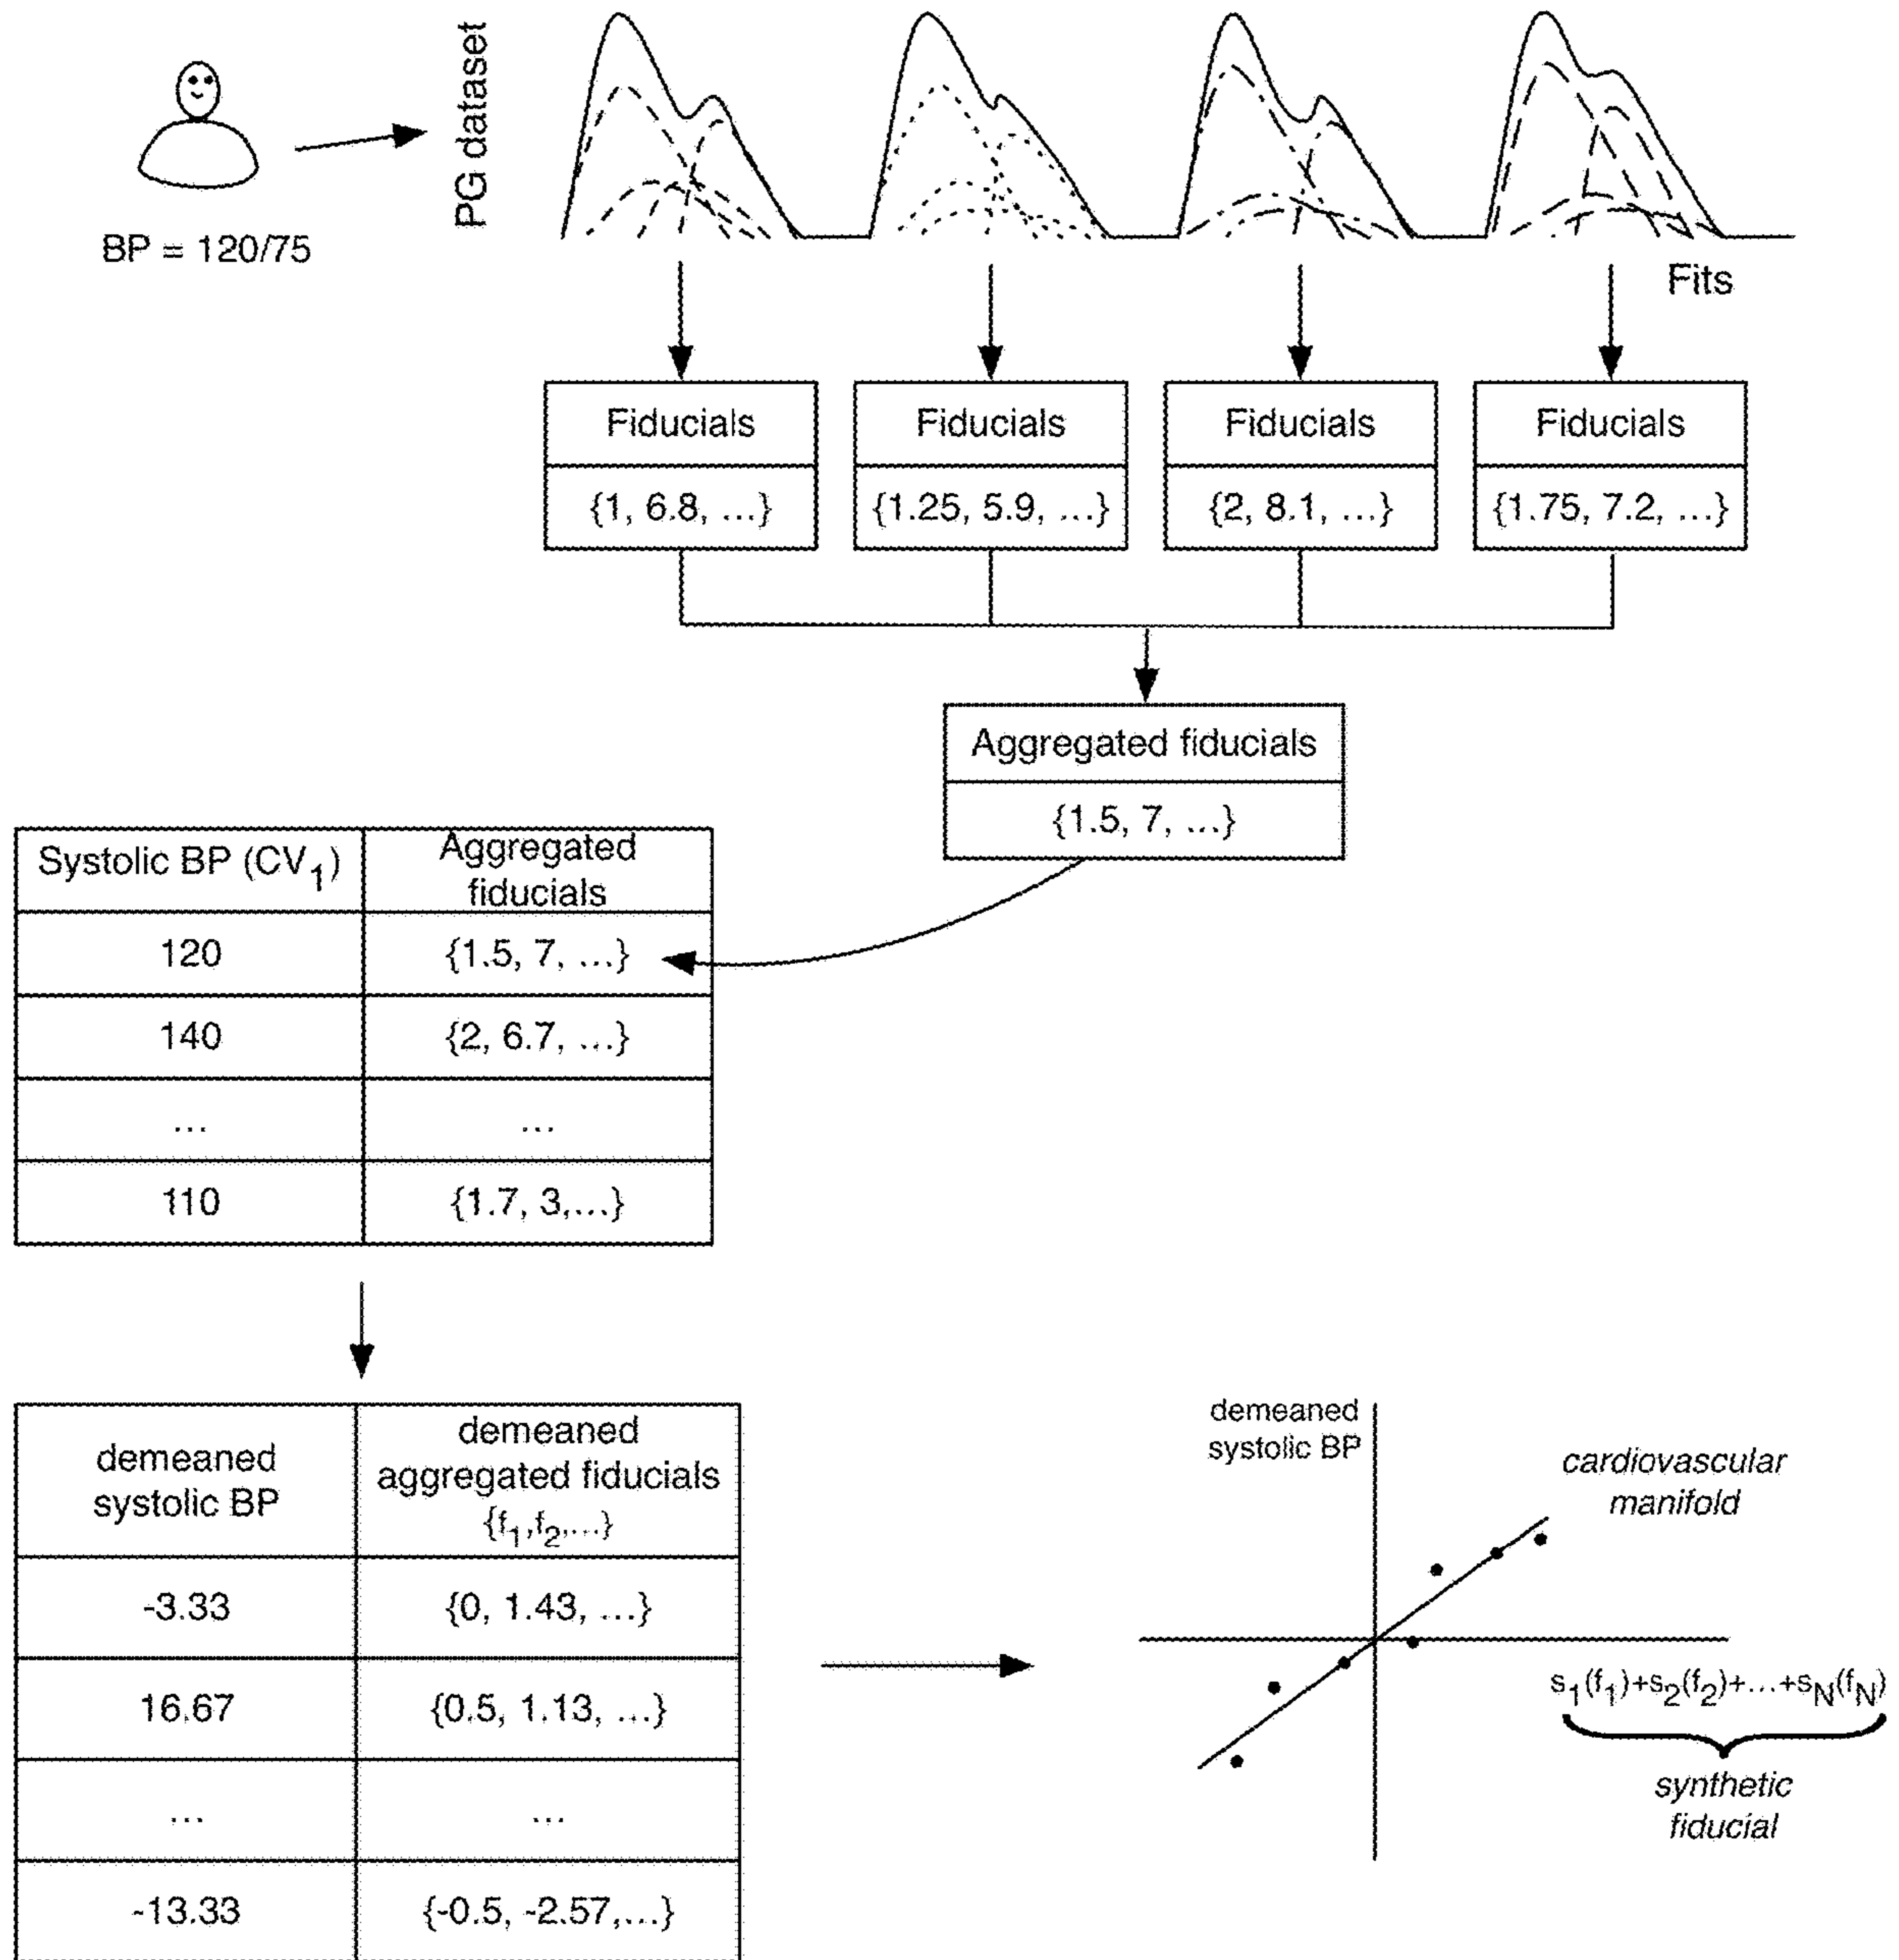 PG dataset
BP = 120/75
Fits
Fiducials
{1, 6.8, ...}
Fiducials
{1.25, 5.9, ...}
Fiducials
{2, 8.1, ...}
Fiducials
{1.75, 7.2, ...}
Aggregated fiducials
{1.5, 7, ...}
Systolic BP (CV1)
Aggregated
fiducials
120
{1.5, 7, ...}
140
{2, 6.7, ...}
...
...
110
{1.7, 3,...}
demeaned
systolic BP
demeaned
aggregated fiducials
{f1,f2,...}
-3.33
{0, 1.43, ...}
16.67
{0.5, 1.13, ...}
...
...
-13.33
{-0.5, -2.57,...}
demeaned
systolic BP
cardiovascular
manifold
s1(f1)+s2(f2)+...+sN(fN)
synthetic
fiducial